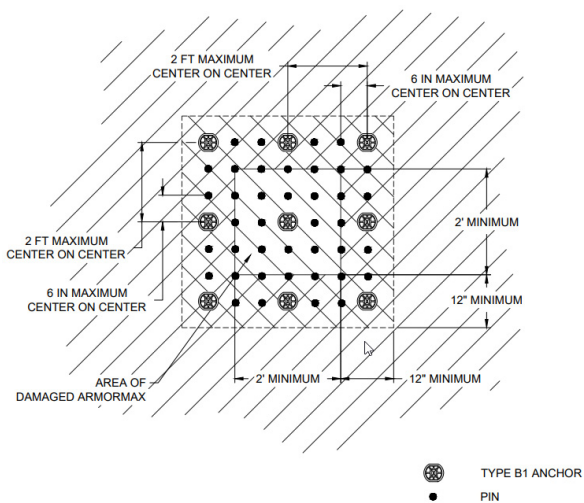 2 FT MAXIMUM
CENTER ON CENTER
6 IN MAXIMUM
CENTER ON CENTER
2 FT MAXIMUM
CENTER ON CENTER
2' MINIMUM
6 IN MAXIMUM
CENTER ON CENTER
12" MINIMUM
AREA OF
DAMAGED ARMORMAX
2' MINIMUM
12" MINIMUM
TYPE B1 ANCHOR
PIN